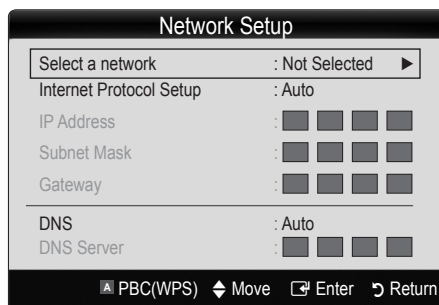 Network Setup
Select a network : Not Selected ▶
Internet Protocol Setup : Auto
IP Address :
Subnet Mask :
Gateway :
DNS : Auto
DNS Server :
A PBC(WPS) Move Enter Return